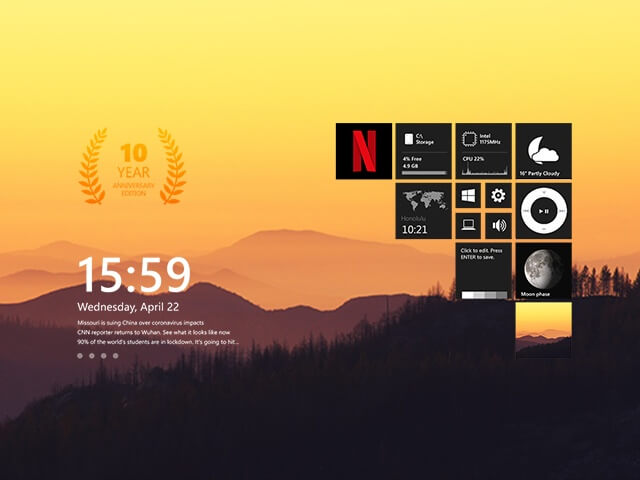 10
YEAR
ANNIVERSARY
EDITION
15:59
Wednesday, April 22
Missouri is suing China over coronavirus impacts
CNN reporter returns to Wuhan. See what it looks like now
90% of the world's students are in lockdown. It's going to hit...
N
C:\
Storage
4% Free
4.9 GB
Intel
1175MHz
CPU 22%
16° Partly Cloudy
Honolulu
10:21
Click to edit. Press
ENTER to save.
Moon phase